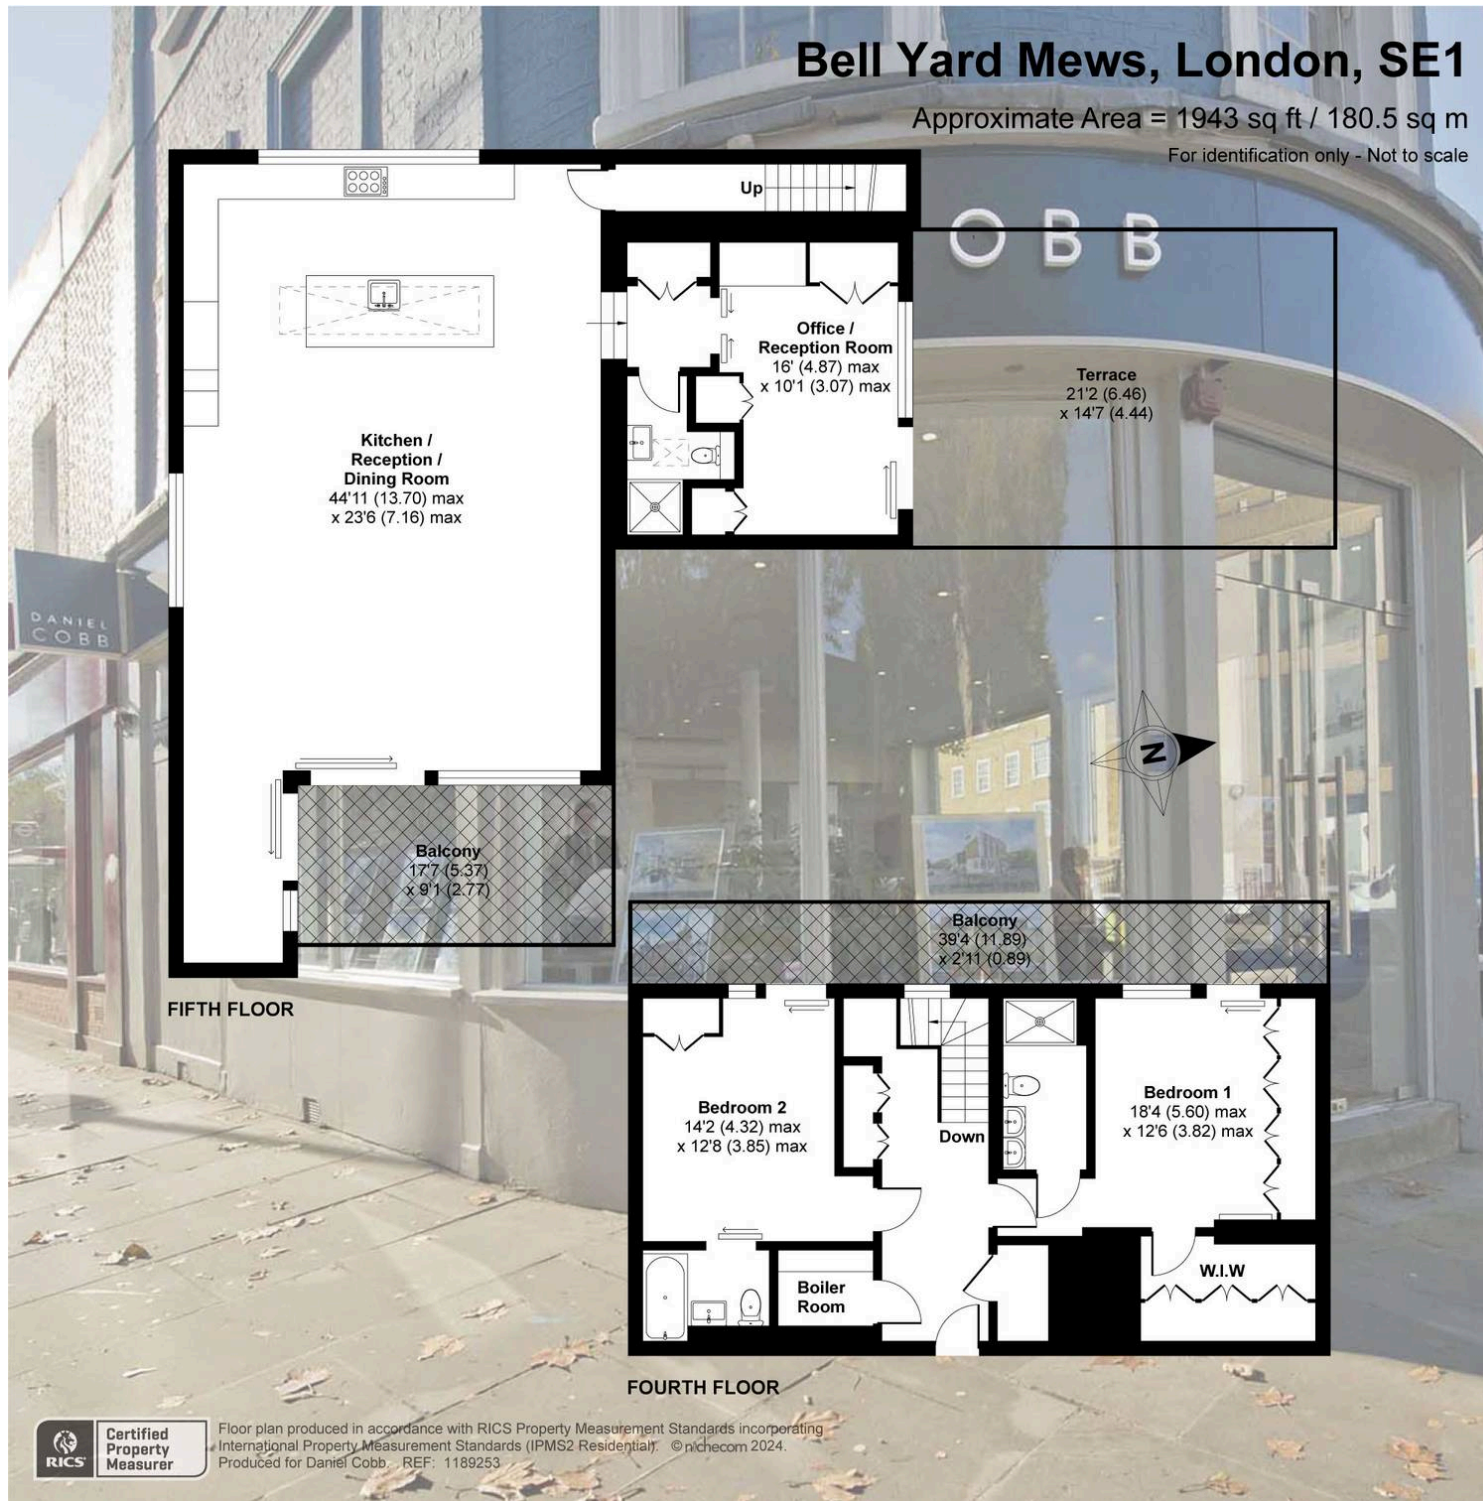 Bell Yard Mews, London, SE1
Approximate Area = 1943 sq ft / 180.5 sq m
For identification only - Not to scale
OBB
Up
Office /
Reception Room
16' (4.87) max
x 10'1 (3.07) max
Terrace
21'2 (6.46)
x 14'7 (4.44)
Kitchen /
Reception /
Dining Room
44'11 (13.70) max
x 23'6 (7.16) max
DANIEL
COBB
N
Balcony
17'7 (5.37)
x 9'1 (2.77)
FIFTH FLOOR
Balcony
39'4 (11.89)
x 2'11 (0.89)
Bedroom 2
14'2 (4.32) max
x 12'8 (3.85) max
Down
Bedroom 1
18'4 (5.60) max
x 12'6 (3.82) max
Boiler
Room
W.I.W
FOURTH FLOOR
RICS
Certified
Property
Measurer
Floor plan produced in accordance with RICS Property Measurement Standards incorporating
International Property Measurement Standards (IPMS2 Residential). ©nichecom 2024.
Produced for Daniel Cobb. REF: 1189253